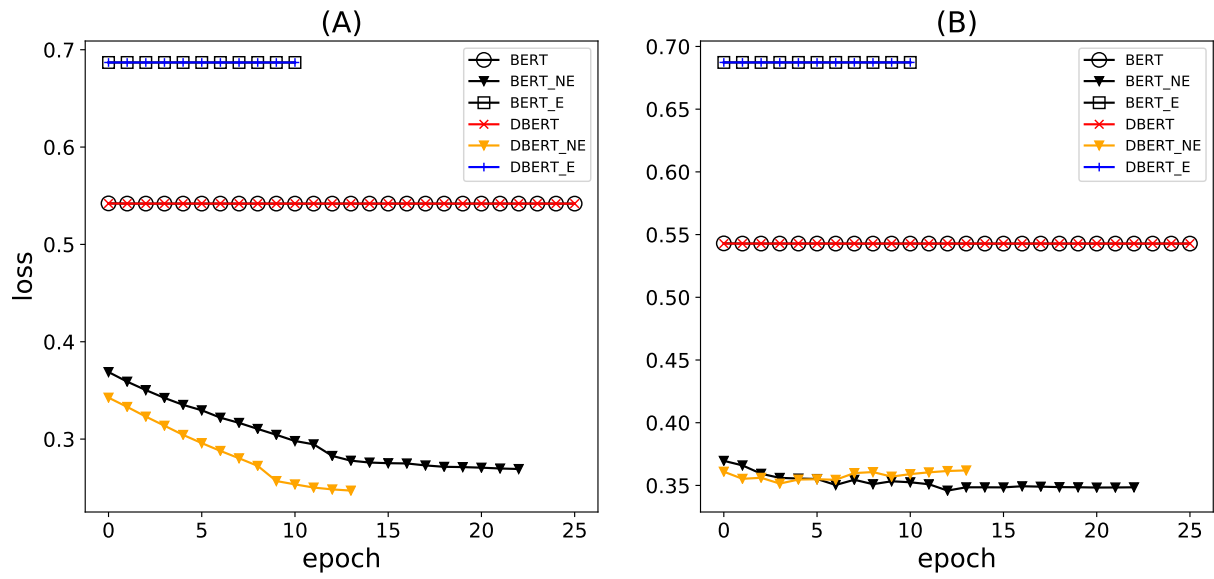 (A)
0.7
0.6
0.5
0.4
0.3
loss
0
5
10
15
20
25
epoch
BERT
BERT_NE
BERT_E
DBERT
DBERT_NE
DBERT_E
(B)
0.70
0.65
0.60
0.55
0.50
0.45
0.40
0.35
0
5
10
15
20
25
epoch
BERT
BERT_NE
BERT_E
DBERT
DBERT_NE
DBERT_E